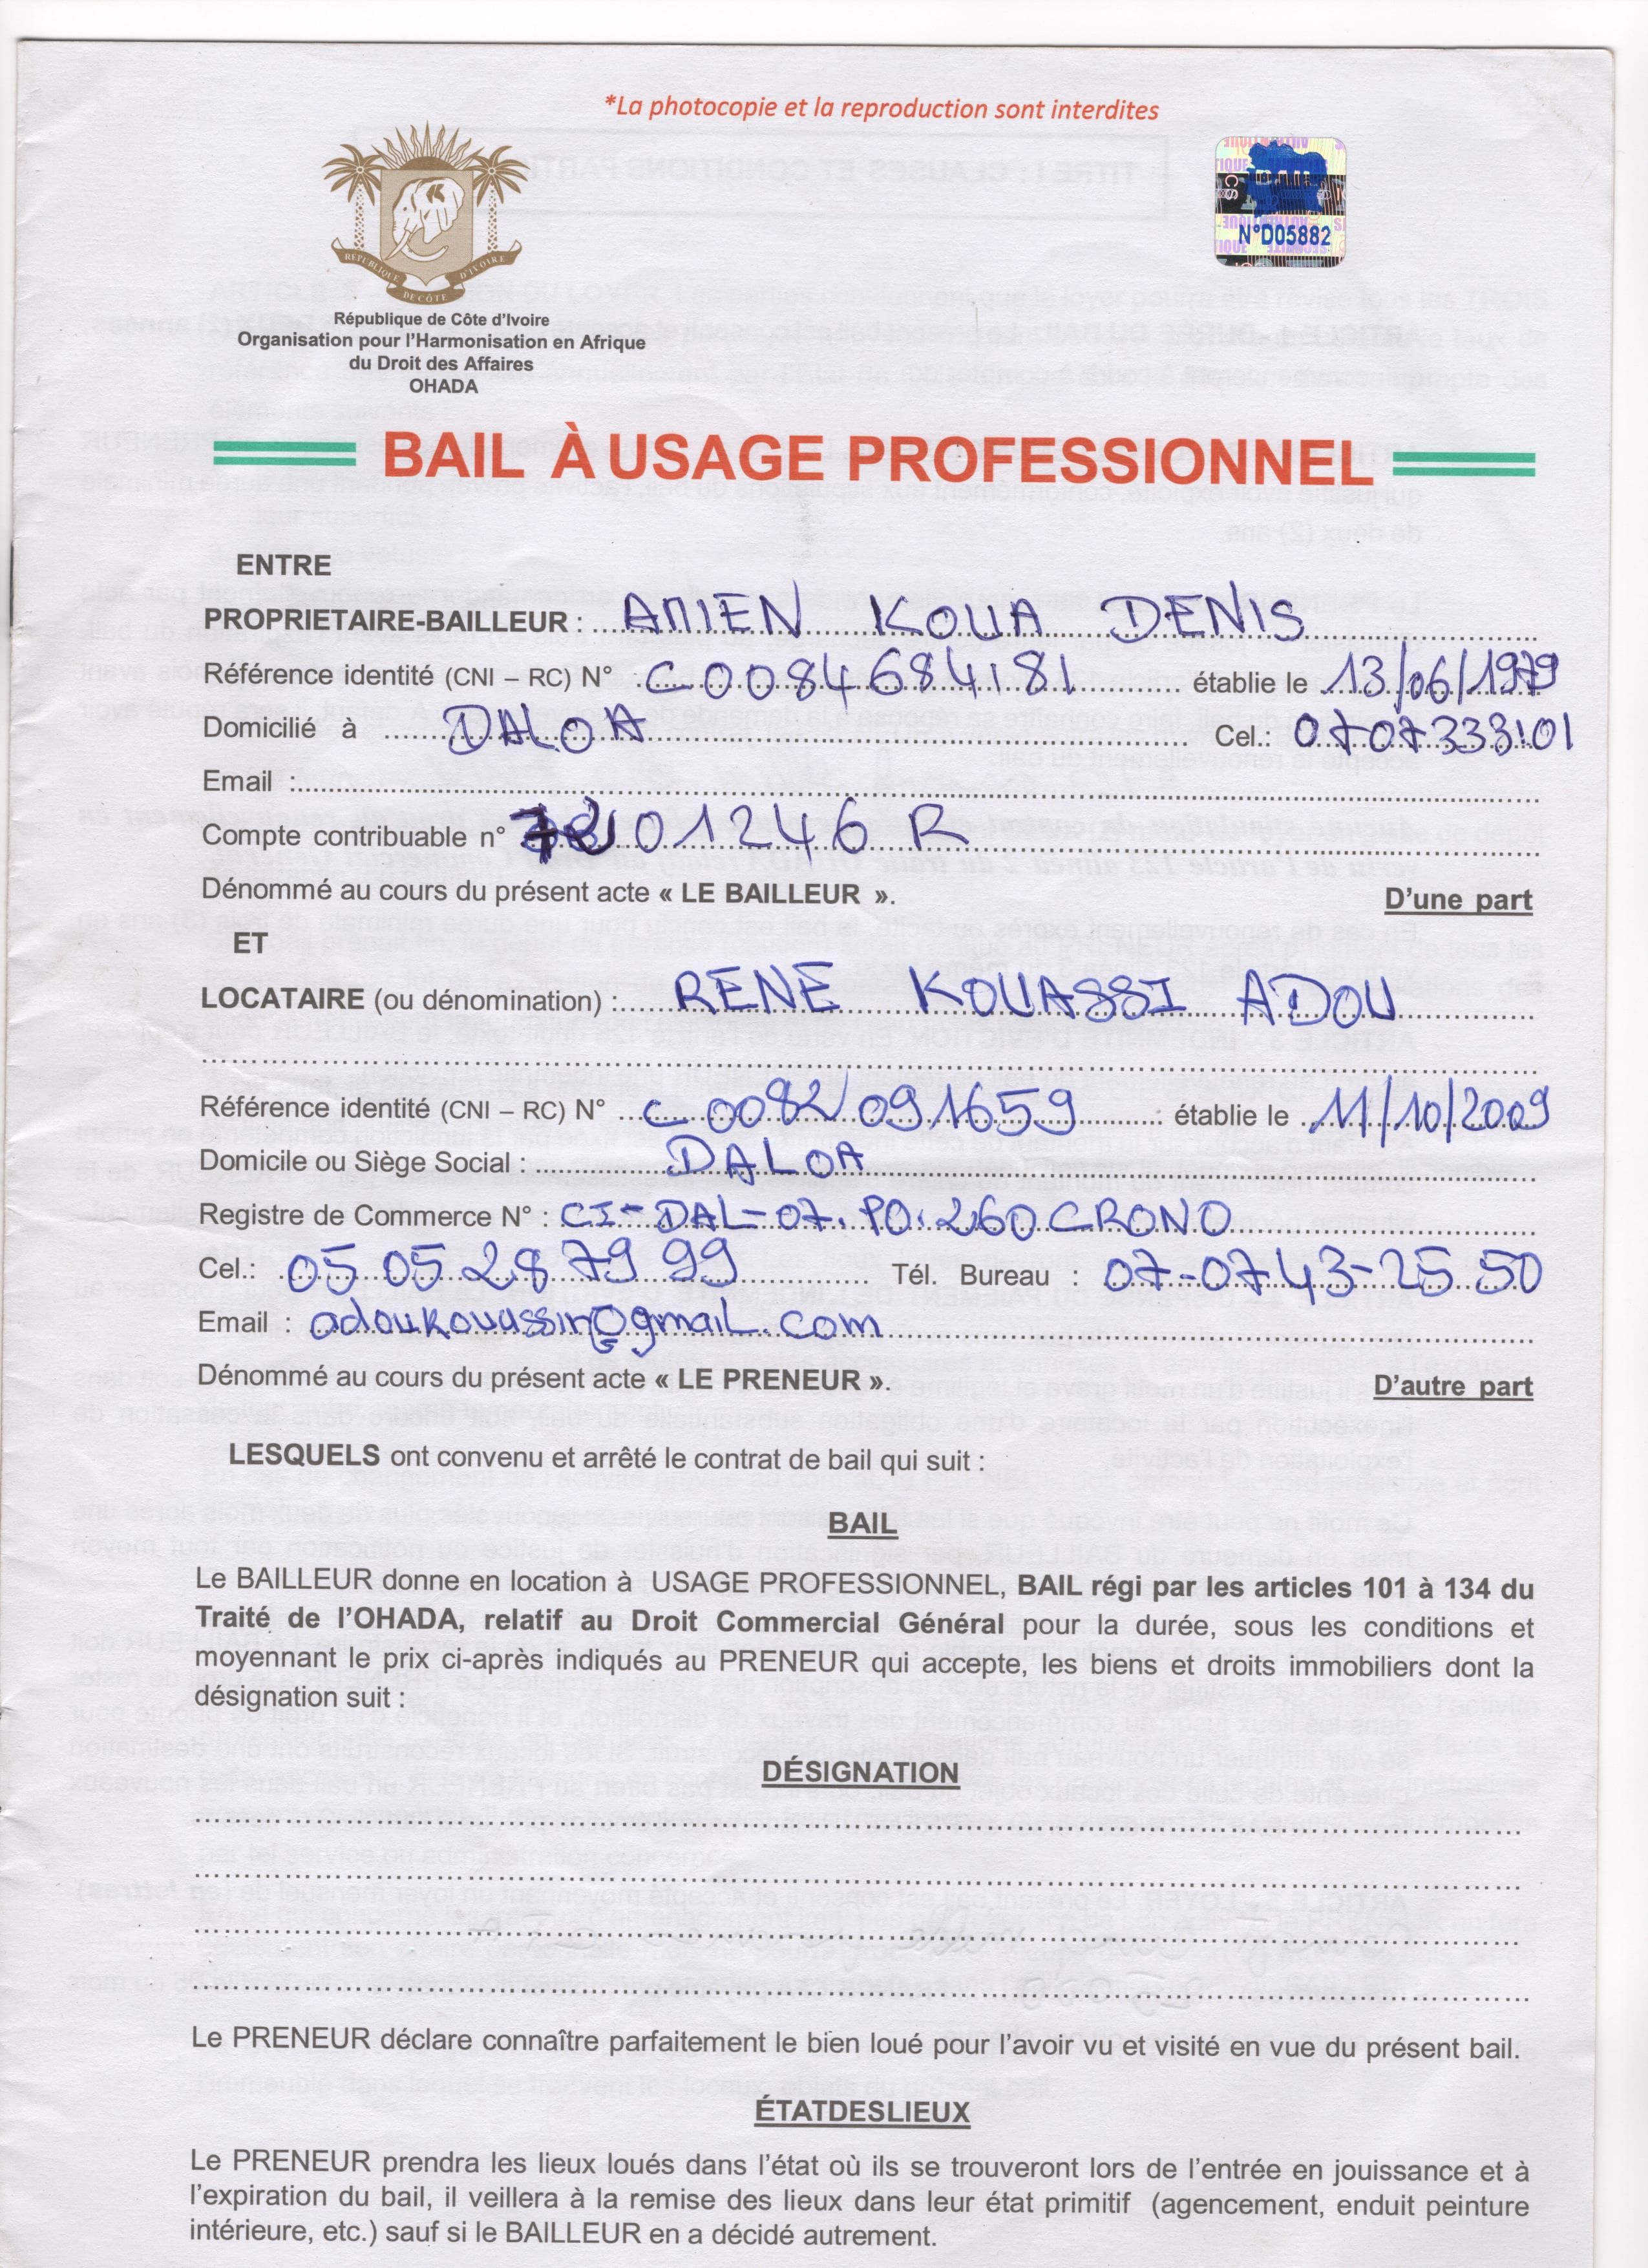 *La photocopie et la reproduction sont interdites
N°D05882
REPUBLIQUE DE CÔTE D'IVOIRE
République de Côte d'Ivoire
Organisation pour l'Harmonisation en Afrique
du Droit des Affaires
OHADA
BAIL À USAGE PROFESSIONNEL
ENTRE
PROPRIETAIRE-BAILLEUR : AMIEN KOUA DENIS
Référence identité (CNI – RC) N° : C0084684181 établie le 13/06/1979
Domicilié à DALOA Cel.: 0707333101
Email :
Compte contribuable n° 01246 R
Dénommé au cours du présent acte « LE BAILLEUR ». D'une part
ET
LOCATAIRE (ou dénomination) : RENE KOUASSI ADOU
Référence identité (CNI – RC) N° C 0082091659 établie le 11/10/2009
Domicile ou Siège Social : DALOA
Registre de Commerce N° : CI-DAL-07.PO.260CRONO
Cel.: 05 05 28 79 99 Tél. Bureau : 07-0743-25 50
Email : adoukouassin@gmail.com
Dénommé au cours du présent acte « LE PRENEUR ». D'autre part
LESQUELS ont convenu et arrêté le contrat de bail qui suit :
BAIL
Le BAILLEUR donne en location à USAGE PROFESSIONNEL, BAIL régi par les articles 101 à 134 du
Traité de l'OHADA, relatif au Droit Commercial Général pour la durée, sous les conditions et
moyennant le prix ci-après indiqués au PRENEUR qui accepte, les biens et droits immobiliers dont la
désignation suit :
DÉSIGNATION
Le PRENEUR déclare connaître parfaitement le bien loué pour l'avoir vu et visité en vue du présent bail.
ÉTATDESLIEUX
Le PRENEUR prendra les lieux loués dans l'état où ils se trouveront lors de l'entrée en jouissance et à
l'expiration du bail, il veillera à la remise des lieux dans leur état primitif (agencement, enduit peinture
intérieure, etc.) sauf si le BAILLEUR en a décidé autrement.